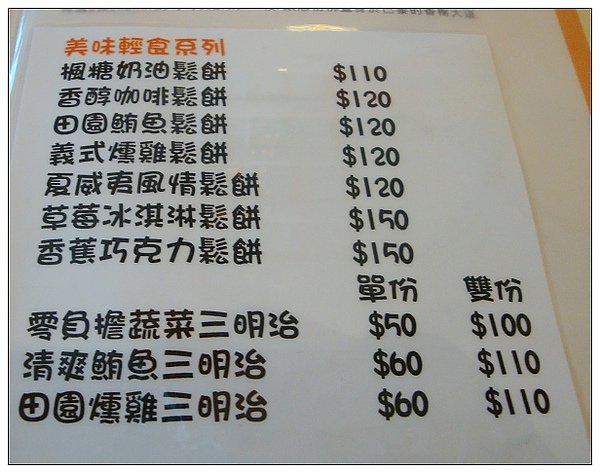 美味輕食系列
楓糖奶油鬆餅 $110
香醇咖啡鬆餅 $120
田園鮪魚鬆餅 $120
義式燻雞鬆餅 $120
夏威夷風情鬆餅 $120
草莓冰淇淋鬆餅 $150
香蕉巧克力鬆餅 $150
單份 雙份
零負擔蔬菜三明治 $50 $100
清爽鮪魚三明治 $60 $110
田園燻雞三明治 $60 $110